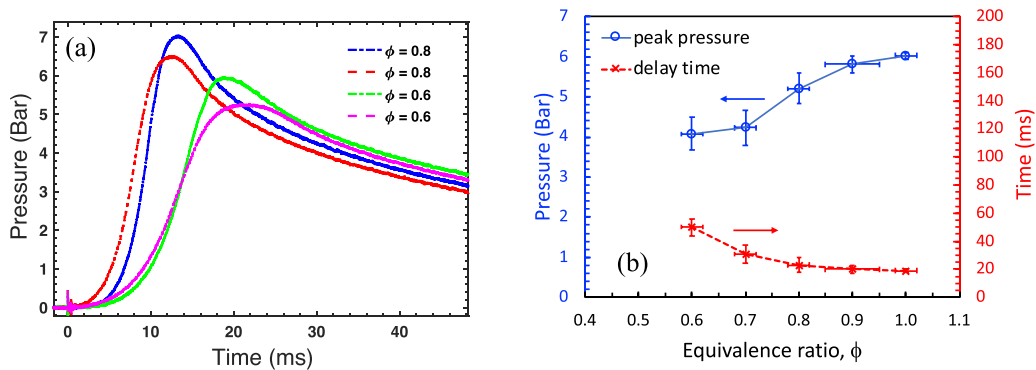 (a)
ϕ = 0.8
ϕ = 0.8
ϕ = 0.6
ϕ = 0.6
7
6
5
4
3
2
1
0
Pressure (Bar)
0 10 20 30 40
Time (ms)
(b)
peak pressure
delay time
7
6
5
4
3
2
1
0
Pressure (Bar)
200
180
160
140
120
100
80
60
40
20
0
Time (ms)
0.4 0.5 0.6 0.7 0.8 0.9 1.0 1.1
Equivalence ratio, ϕ